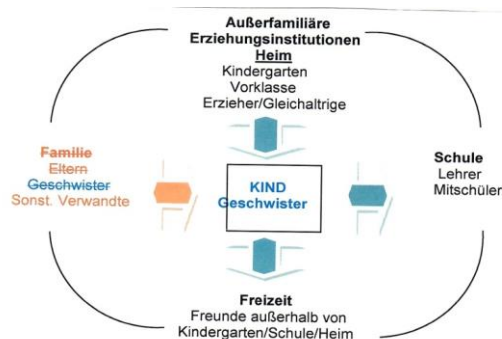 Außerfamiliäre
Erziehungsinstitutionen
Heim
Kindergarten
Vorklasse
Erzieher/Gleichaltrige
Familie
Eltern
Geschwister
Sonst. Verwandte
KIND
Geschwister
Schule
Lehrer
Mitschüler
Freizeit
Freunde außerhalb von
Kindergarten/Schule/Heim